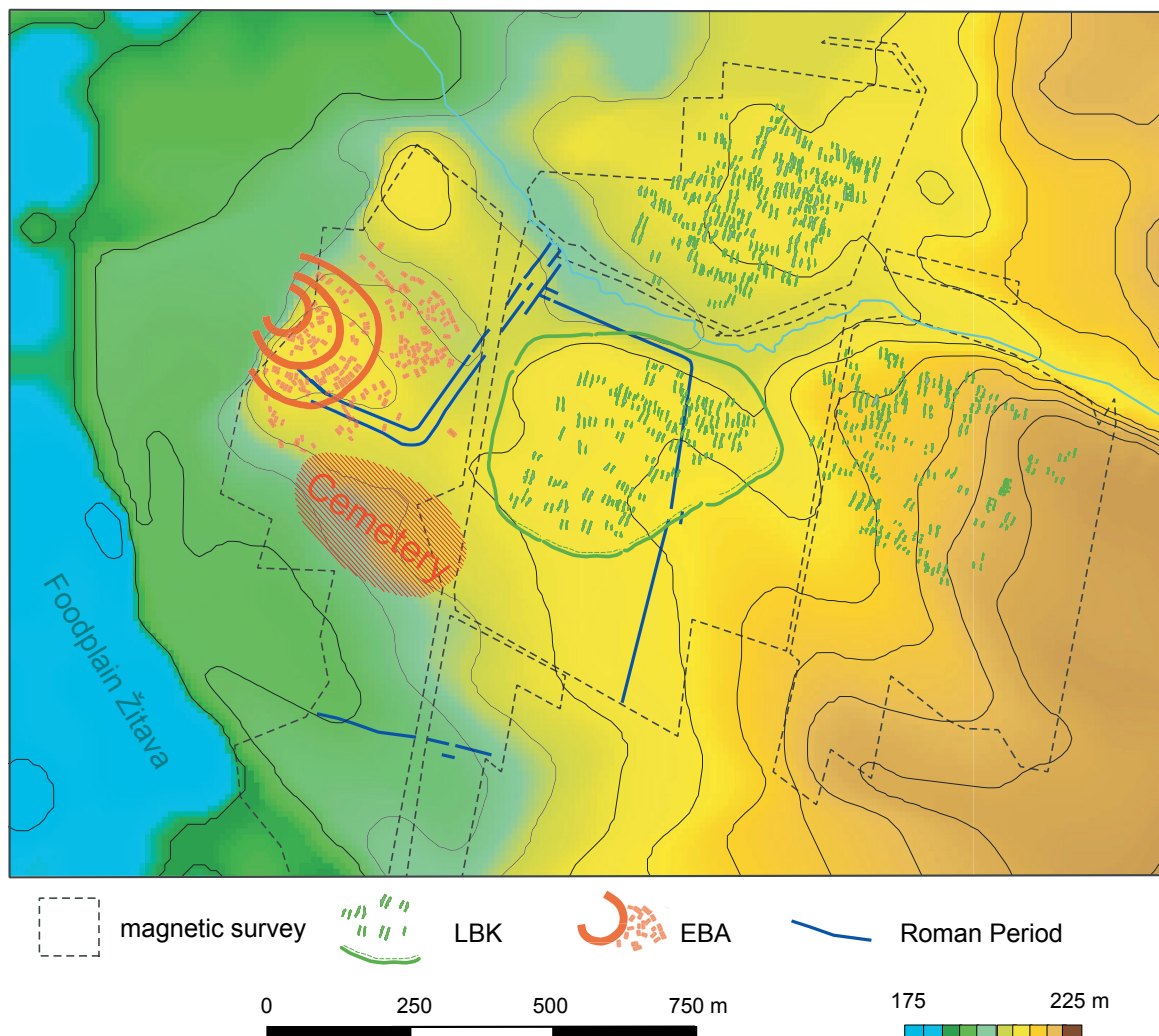 Cemetery
Foodplain Žitava
magnetic survey
LBK
EBA
Roman Period
0 250 500 750 m
175 225 m